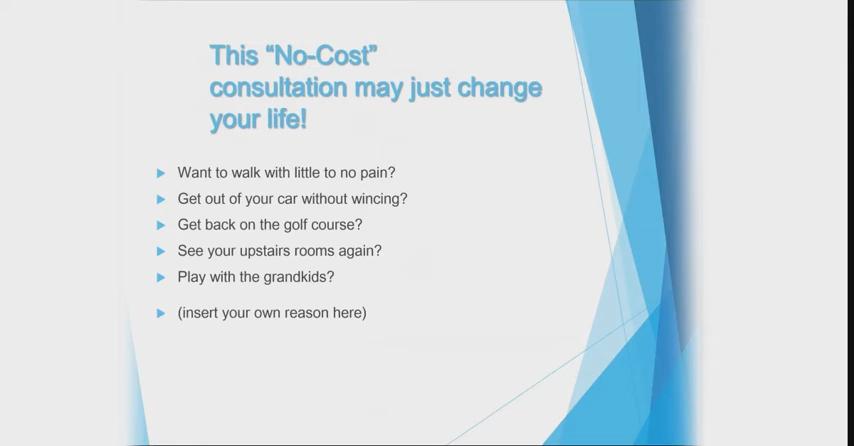 This “No-Cost”
consultation may just change
your life!
Want to walk with little to no pain?
Get out of your car without wincing?
Get back on the golf course?
See your upstairs rooms again?
Play with the grandkids?
(insert your own reason here)